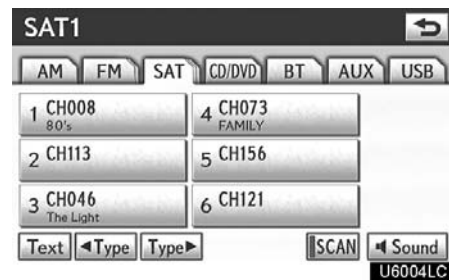 SAT1
AM FM SAT CD/DVD BT AUX USB
1 CH008 4 CH073
80's FAMILY
2 CH113 5 CH156
3 CH046 6 CH121
The Light
Text ◄Type Type► SCAN Sound
U6004LC